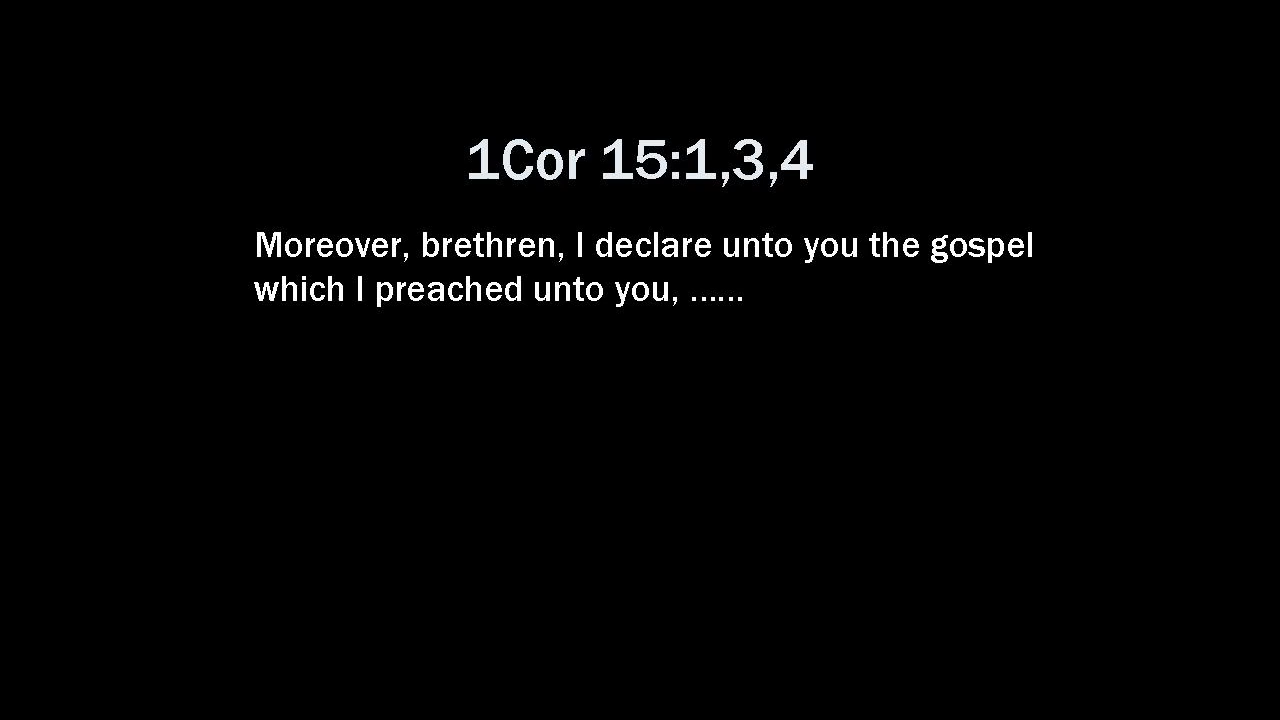 1Cor 15:1,3,4
Moreover, brethren, I declare unto you the gospel
which I preached unto you, ......